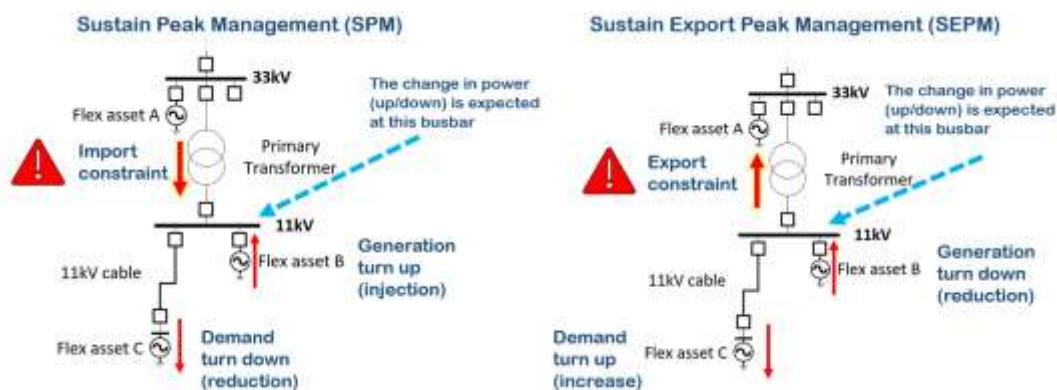 Sustain Peak Management (SPM)
33kV
Flex asset A
The change in power
(up/down) is expected
at this busbar
Import
constraint
Primary
Transformer
11kV
11kV cable
Flex asset B
Generation
turn up
(injection)
Flex asset C
Demand
turn down
(reduction)
Sustain Export Peak Management (SEPM)
33kV
Flex asset A
The change in power
(up/down) is expected
at this busbar
Export
constraint
Primary
Transformer
11kV
11kV cable
Flex asset B
Generation
turn down
(reduction)
Demand
turn up
(increase)
Flex asset C